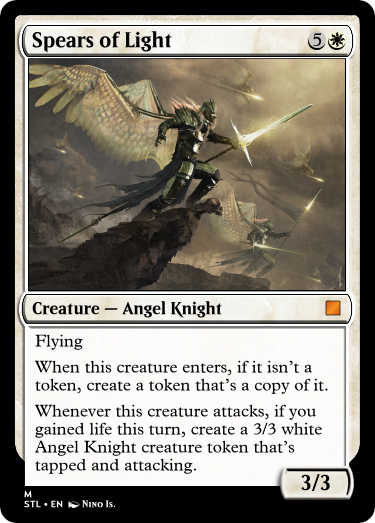 Spears of Light 5
Creature — Angel Knight
Flying
When this creature enters, if it isn't a
token, create a token that's a copy of it.
Whenever this creature attacks, if you
gained life this turn, create a 3/3 white
Angel Knight creature token that's
tapped and attacking.
3/3
M
STL • EN Nino Is.